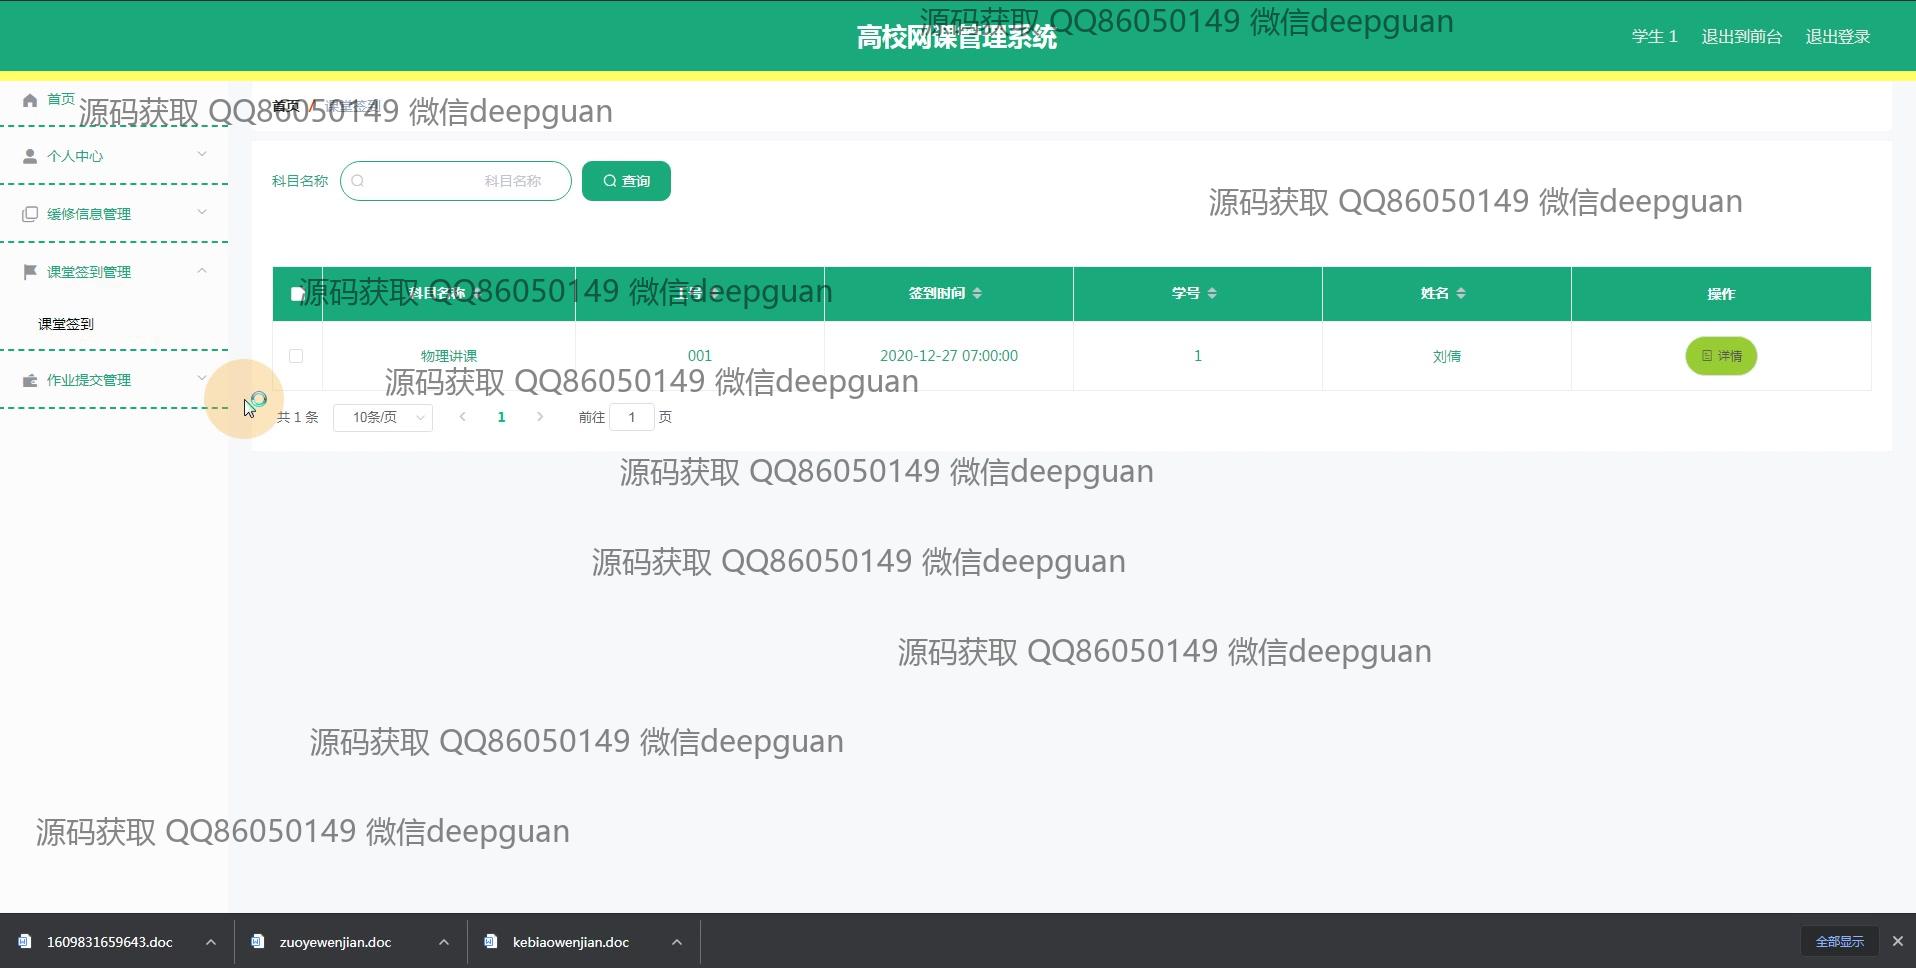 源码获取 QQ86050149 微信deepguan
高校网课管理系统
学生 1 退出到前台 退出登录
首页
源码获取 QQ86050149 微信deepguan
首页 / 课堂签到
个人中心
科目名称 科目名称 查询
源码获取 QQ86050149 微信deepguan
缓修信息管理
课堂签到管理
源码获取 QQ86050149 微信deepguan
科目名称 工号 签到时间 学号 姓名 操作
课堂签到
物理讲课 001 2020-12-27 07:00:00 1 刘倩 详情
作业提交管理
源码获取 QQ86050149 微信deepguan
共 1 条 10条/页 1 前往 1 页
源码获取 QQ86050149 微信deepguan
源码获取 QQ86050149 微信deepguan
源码获取 QQ86050149 微信deepguan
源码获取 QQ86050149 微信deepguan
源码获取 QQ86050149 微信deepguan
1609831659643.doc zuoyewenjian.doc kebiaowenjian.doc 全部显示